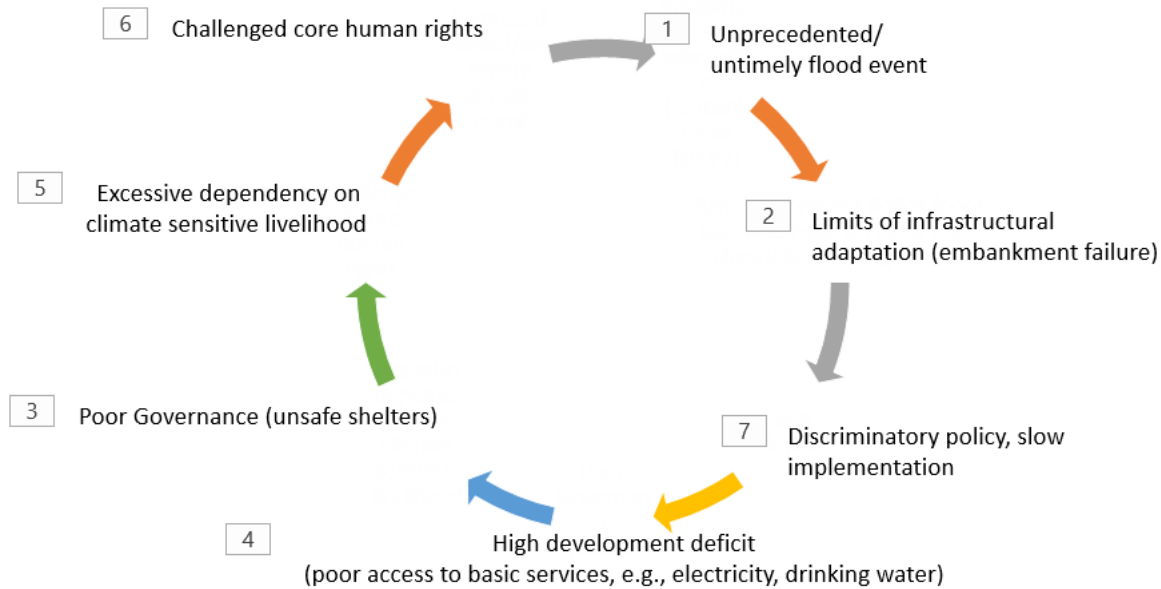 6 Challenged core human rights
1 Unprecedented/
untimely flood event
5 Excessive dependency on
climate sensitive livelihood
2 Limits of infrastructural
adaptation (embankment failure)
3 Poor Governance (unsafe shelters)
7 Discriminatory policy, slow
implementation
4 High development deficit
(poor access to basic services, e.g., electricity, drinking water)